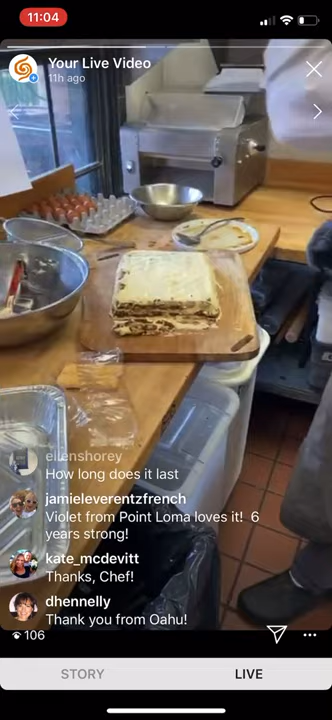 11:04
Your Live Video
11h ago
ellenshorey
How long does it last
jamieleverentzfrench
Violet from Point Loma loves it! 6
years strong!
kate_mcdevitt
Thanks, Chef!
dhennelly
Thank you from Oahu!
106
STORY
LIVE